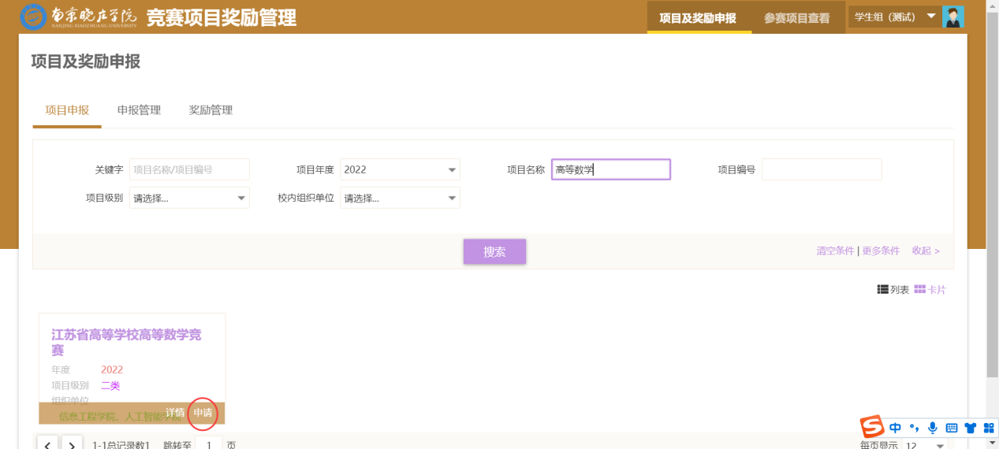 南京晓庄学院 竞赛项目奖励管理 项目及奖励申报 参赛项目查看 学生组（测试）
NANJING XIAOZHUANG UNIVERSITY
项目及奖励申报
项目申报 申报管理 奖励管理
关键字 项目名称/项目编号 项目年度 2022 项目名称 高等数学 项目编号
项目级别 请选择... 校内组织单位 请选择...
搜索 清空条件 | 更多条件 收起 >
列表 卡片
江苏省高等学校高等数学竞
赛
年度 2022
项目级别 二类
组织单位
详情 申请
信息工程学院、人工智能学院
1-1总记录数1 跳转至 1 页 每页显示 12
S 中